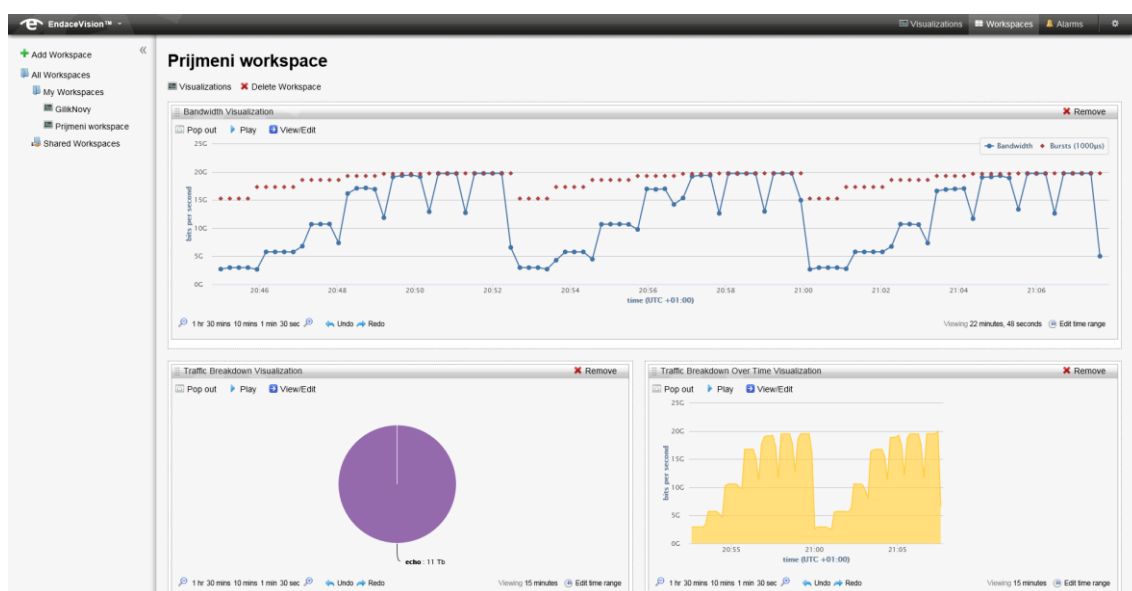 EndaceVision™
Visualizations Workspaces Alarms
Add Workspace
All Workspaces
My Workspaces
GilikNovy
Prijmeni workspace
Shared Workspaces
Prijmeni workspace
Visualizations Delete Workspace
Bandwidth Visualization Remove
Pop out Play View/Edit
Bandwidth Bursts (1000µs)
25G
20G
15G
10G
5G
0G
bits per second
20:46 20:48 20:50 20:52 20:54 20:56 20:58 21:00 21:02 21:04 21:06
time (UTC +01:00)
1 hr 30 mins 10 mins 1 min 30 sec Undo Redo Viewing 22 minutes, 48 seconds Edit time range
Traffic Breakdown Visualization Remove
Pop out Play View/Edit
echo: 11 Tb
1 hr 30 mins 10 mins 1 min 30 sec Undo Redo Viewing 15 minutes Edit time range
Traffic Breakdown Over Time Visualization Remove
Pop out Play View/Edit
25G
20G
15G
10G
5G
0G
bits per second
20:55 21:00 21:05
time (UTC +01:00)
1 hr 30 mins 10 mins 1 min 30 sec Undo Redo Viewing 15 minutes Edit time range